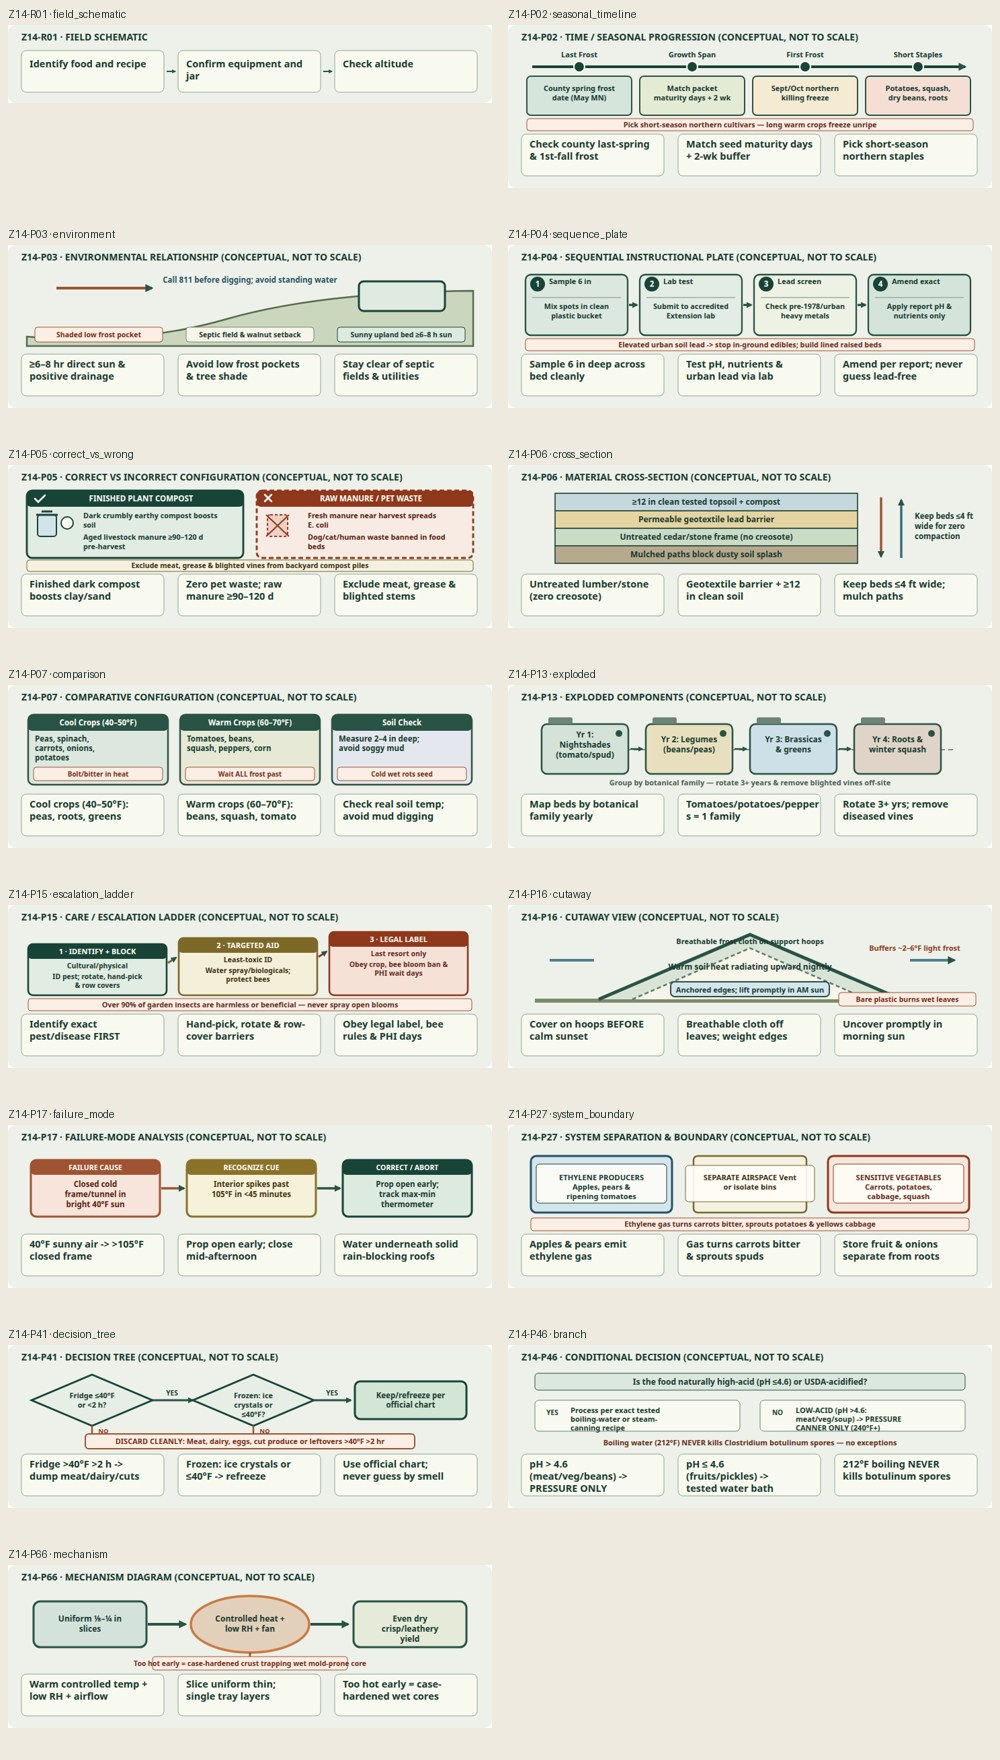 Z14-R01 · field_schematic
Z14-R01 · FIELD SCHEMATIC
Identify food and recipe
Confirm equipment and
jar
Check altitude
Z14-P02 · seasonal_timeline
Z14-P02 · TIME / SEASONAL PROGRESSION (CONCEPTUAL, NOT TO SCALE)
Last Frost
Growth Span
First Frost
Short Staples
County spring frost
date (May MN)
Match packet
maturity days + 2 wk
Sept/Oct northern
killing freeze
Potatoes, squash,
dry beans, roots
Pick short-season northern cultivars — long warm crops freeze unripe
Check county last-spring
& 1st-fall frost
Match seed maturity days
+ 2-wk buffer
Pick short-season
northern staples
Z14-P03 · environment
Z14-P03 · ENVIRONMENTAL RELATIONSHIP (CONCEPTUAL, NOT TO SCALE)
Call 811 before digging; avoid standing water
Shaded low frost pocket
Septic field & walnut setback
Sunny upland bed ≥6–8 h sun
≥6–8 hr direct sun &
positive drainage
Avoid low frost pockets
& tree shade
Stay clear of septic
fields & utilities
Z14-P04 · sequence_plate
Z14-P04 · SEQUENTIAL INSTRUCTIONAL PLATE (CONCEPTUAL, NOT TO SCALE)
1 Sample 6 in
Mix spots in clean
plastic bucket
2 Lab test
Submit to accredited
Extension lab
3 Lead screen
Check pre-1978/urban
heavy metals
4 Amend exact
Apply report pH &
nutrients only
Elevated urban soil lead -> stop in-ground edibles; build lined raised beds
Sample 6 in deep across
bed cleanly
Test pH, nutrients &
urban lead via lab
Amend per report; never
guess lead-free
Z14-P05 · correct_vs_wrong
Z14-P05 · CORRECT VS INCORRECT CONFIGURATION (CONCEPTUAL, NOT TO SCALE)
FINISHED PLANT COMPOST
Dark crumbly earthy compost boosts
soil
Aged livestock manure ≥90–120 d
pre-harvest
RAW MANURE / PET WASTE
Fresh manure near harvest spreads
E. coli
Dog/cat/human waste banned in food
beds
Exclude meat, grease & blighted vines from backyard compost piles
Finished dark compost
boosts clay/sand
Zero pet waste; raw
manure ≥90–120 d
Exclude meat, grease &
blighted stems
Z14-P06 · cross_section
Z14-P06 · MATERIAL CROSS-SECTION (CONCEPTUAL, NOT TO SCALE)
≥12 in clean tested topsoil + compost
Permeable geotextile lead barrier
Untreated cedar/stone frame (no creosote)
Mulched paths block dusty soil splash
Keep beds ≤4 ft
wide for zero
compaction
Untreated lumber/stone
(zero creosote)
Geotextile barrier + ≥12
in clean soil
Keep beds ≤4 ft wide;
mulch paths
Z14-P07 · comparison
Z14-P07 · COMPARATIVE CONFIGURATION (CONCEPTUAL, NOT TO SCALE)
Cool Crops (40–50°F)
Peas, spinach,
carrots, onions,
potatoes
Bolt/bitter in heat
Warm Crops (60–70°F)
Tomatoes, beans,
squash, peppers, corn
Wait ALL frost past
Soil Check
Measure 2–4 in deep;
avoid soggy mud
Cold wet rots seed
Cool crops (40–50°F):
peas, roots, greens
Warm crops (60–70°F):
beans, squash, tomato
Check real soil temp;
avoid mud digging
Z14-P13 · exploded
Z14-P13 · EXPLODED COMPONENTS (CONCEPTUAL, NOT TO SCALE)
Yr 1:
Nightshades
(tomato/spud)
Yr 2: Legumes
(beans/peas)
Yr 3: Brassicas
& greens
Yr 4: Roots &
winter squash
Group by botanical family — rotate 3+ years & remove blighted vines off-site
Map beds by botanical
family yearly
Tomatoes/potatoes/pepper
s = 1 family
Rotate 3+ yrs; remove
diseased vines
Z14-P15 · escalation_ladder
Z14-P15 · CARE / ESCALATION LADDER (CONCEPTUAL, NOT TO SCALE)
1 · IDENTIFY + BLOCK
Cultural/physical
ID pest; rotate, hand-pick
& row covers
2 · TARGETED AID
Least-toxic ID
Water spray/biologicals;
protect bees
3 · LEGAL LABEL
Last resort only
Obey crop, bee bloom ban &
PHI wait days
Over 90% of garden insects are harmless or beneficial — never spray open blooms
Identify exact
pest/disease FIRST
Hand-pick, rotate & row-
cover barriers
Obey legal label, bee
rules & PHI days
Z14-P16 · cutaway
Z14-P16 · CUTAWAY VIEW (CONCEPTUAL, NOT TO SCALE)
Breathable frost cloth on support hoops
Warm soil heat radiating upward nightly
Anchored edges; lift promptly in AM sun
Buffers ~2–6°F light frost
Bare plastic burns wet leaves
Cover on hoops BEFORE
calm sunset
Breathable cloth off
leaves; weight edges
Uncover promptly in
morning sun
Z14-P17 · failure_mode
Z14-P17 · FAILURE-MODE ANALYSIS (CONCEPTUAL, NOT TO SCALE)
FAILURE CAUSE
Closed cold
frame/tunnel in
bright 40°F sun
RECOGNIZE CUE
Interior spikes past
105°F in <45 minutes
CORRECT / ABORT
Prop open early;
track max-min
thermometer
40°F sunny air -> >105°F
closed frame
Prop open early; close
mid-afternoon
Water underneath solid
rain-blocking roofs
Z14-P27 · system_boundary
Z14-P27 · SYSTEM SEPARATION & BOUNDARY (CONCEPTUAL, NOT TO SCALE)
ETHYLENE PRODUCERS
Apples, pears &
ripening tomatoes
SEPARATE AIRSPACE Vent
or isolate bins
SENSITIVE VEGETABLES
Carrots, potatoes,
cabbage, squash
Ethylene gas turns carrots bitter, sprouts potatoes & yellows cabbage
Apples & pears emit
ethylene gas
Gas turns carrots bitter
& sprouts spuds
Store fruit & onions
separate from roots
Z14-P41 · decision_tree
Z14-P41 · DECISION TREE (CONCEPTUAL, NOT TO SCALE)
Fridge ≤40°F
or <2 h?
YES
Frozen: ice
crystals or
≤40°F?
YES
Keep/refreeze per
official chart
NO
NO
DISCARD CLEANLY: Meat, dairy, eggs, cut produce or leftovers >40°F >2 hr
Fridge >40°F >2 h ->
dump meat/dairy/cuts
Frozen: ice crystals or
≤40°F -> refreeze
Use official chart;
never guess by smell
Z14-P46 · branch
Z14-P46 · CONDITIONAL DECISION (CONCEPTUAL, NOT TO SCALE)
Is the food naturally high-acid (pH ≤4.6) or USDA-acidified?
YES
Process per exact tested
boiling-water or steam-
canning recipe
NO
LOW-ACID (pH >4.6:
meat/veg/soup) -> PRESSURE
CANNER ONLY (240°F+)
Boiling water (212°F) NEVER kills Clostridium botulinum spores — no exceptions
pH > 4.6
(meat/veg/beans) ->
PRESSURE ONLY
pH ≤ 4.6
(fruits/pickles) ->
tested water bath
212°F boiling NEVER
kills botulinum spores
Z14-P66 · mechanism
Z14-P66 · MECHANISM DIAGRAM (CONCEPTUAL, NOT TO SCALE)
Uniform ⅛–¼ in
slices
Controlled heat +
low RH + fan
Even dry
crisp/leathery
yield
Too hot early = case-hardened crust trapping wet mold-prone core
Warm controlled temp +
low RH + airflow
Slice uniform thin;
single tray layers
Too hot early = case-
hardened wet cores